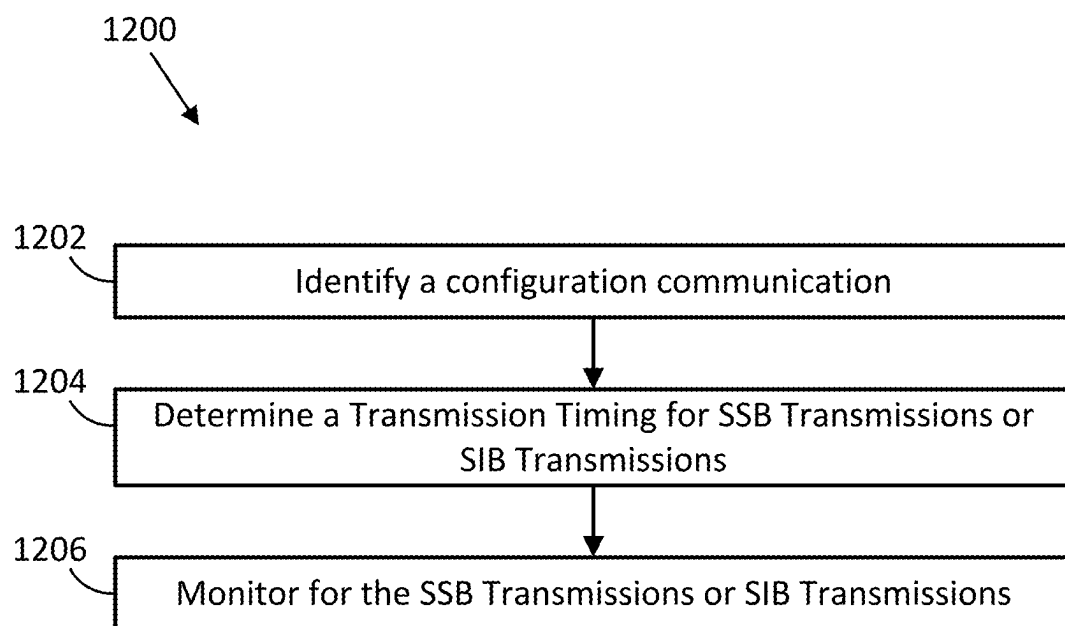 1200
1202
Identify a configuration communication
1204
Determine a Transmission Timing for SSB Transmissions or
SIB Transmissions
1206
Monitor for the SSB Transmissions or SIB Transmissions